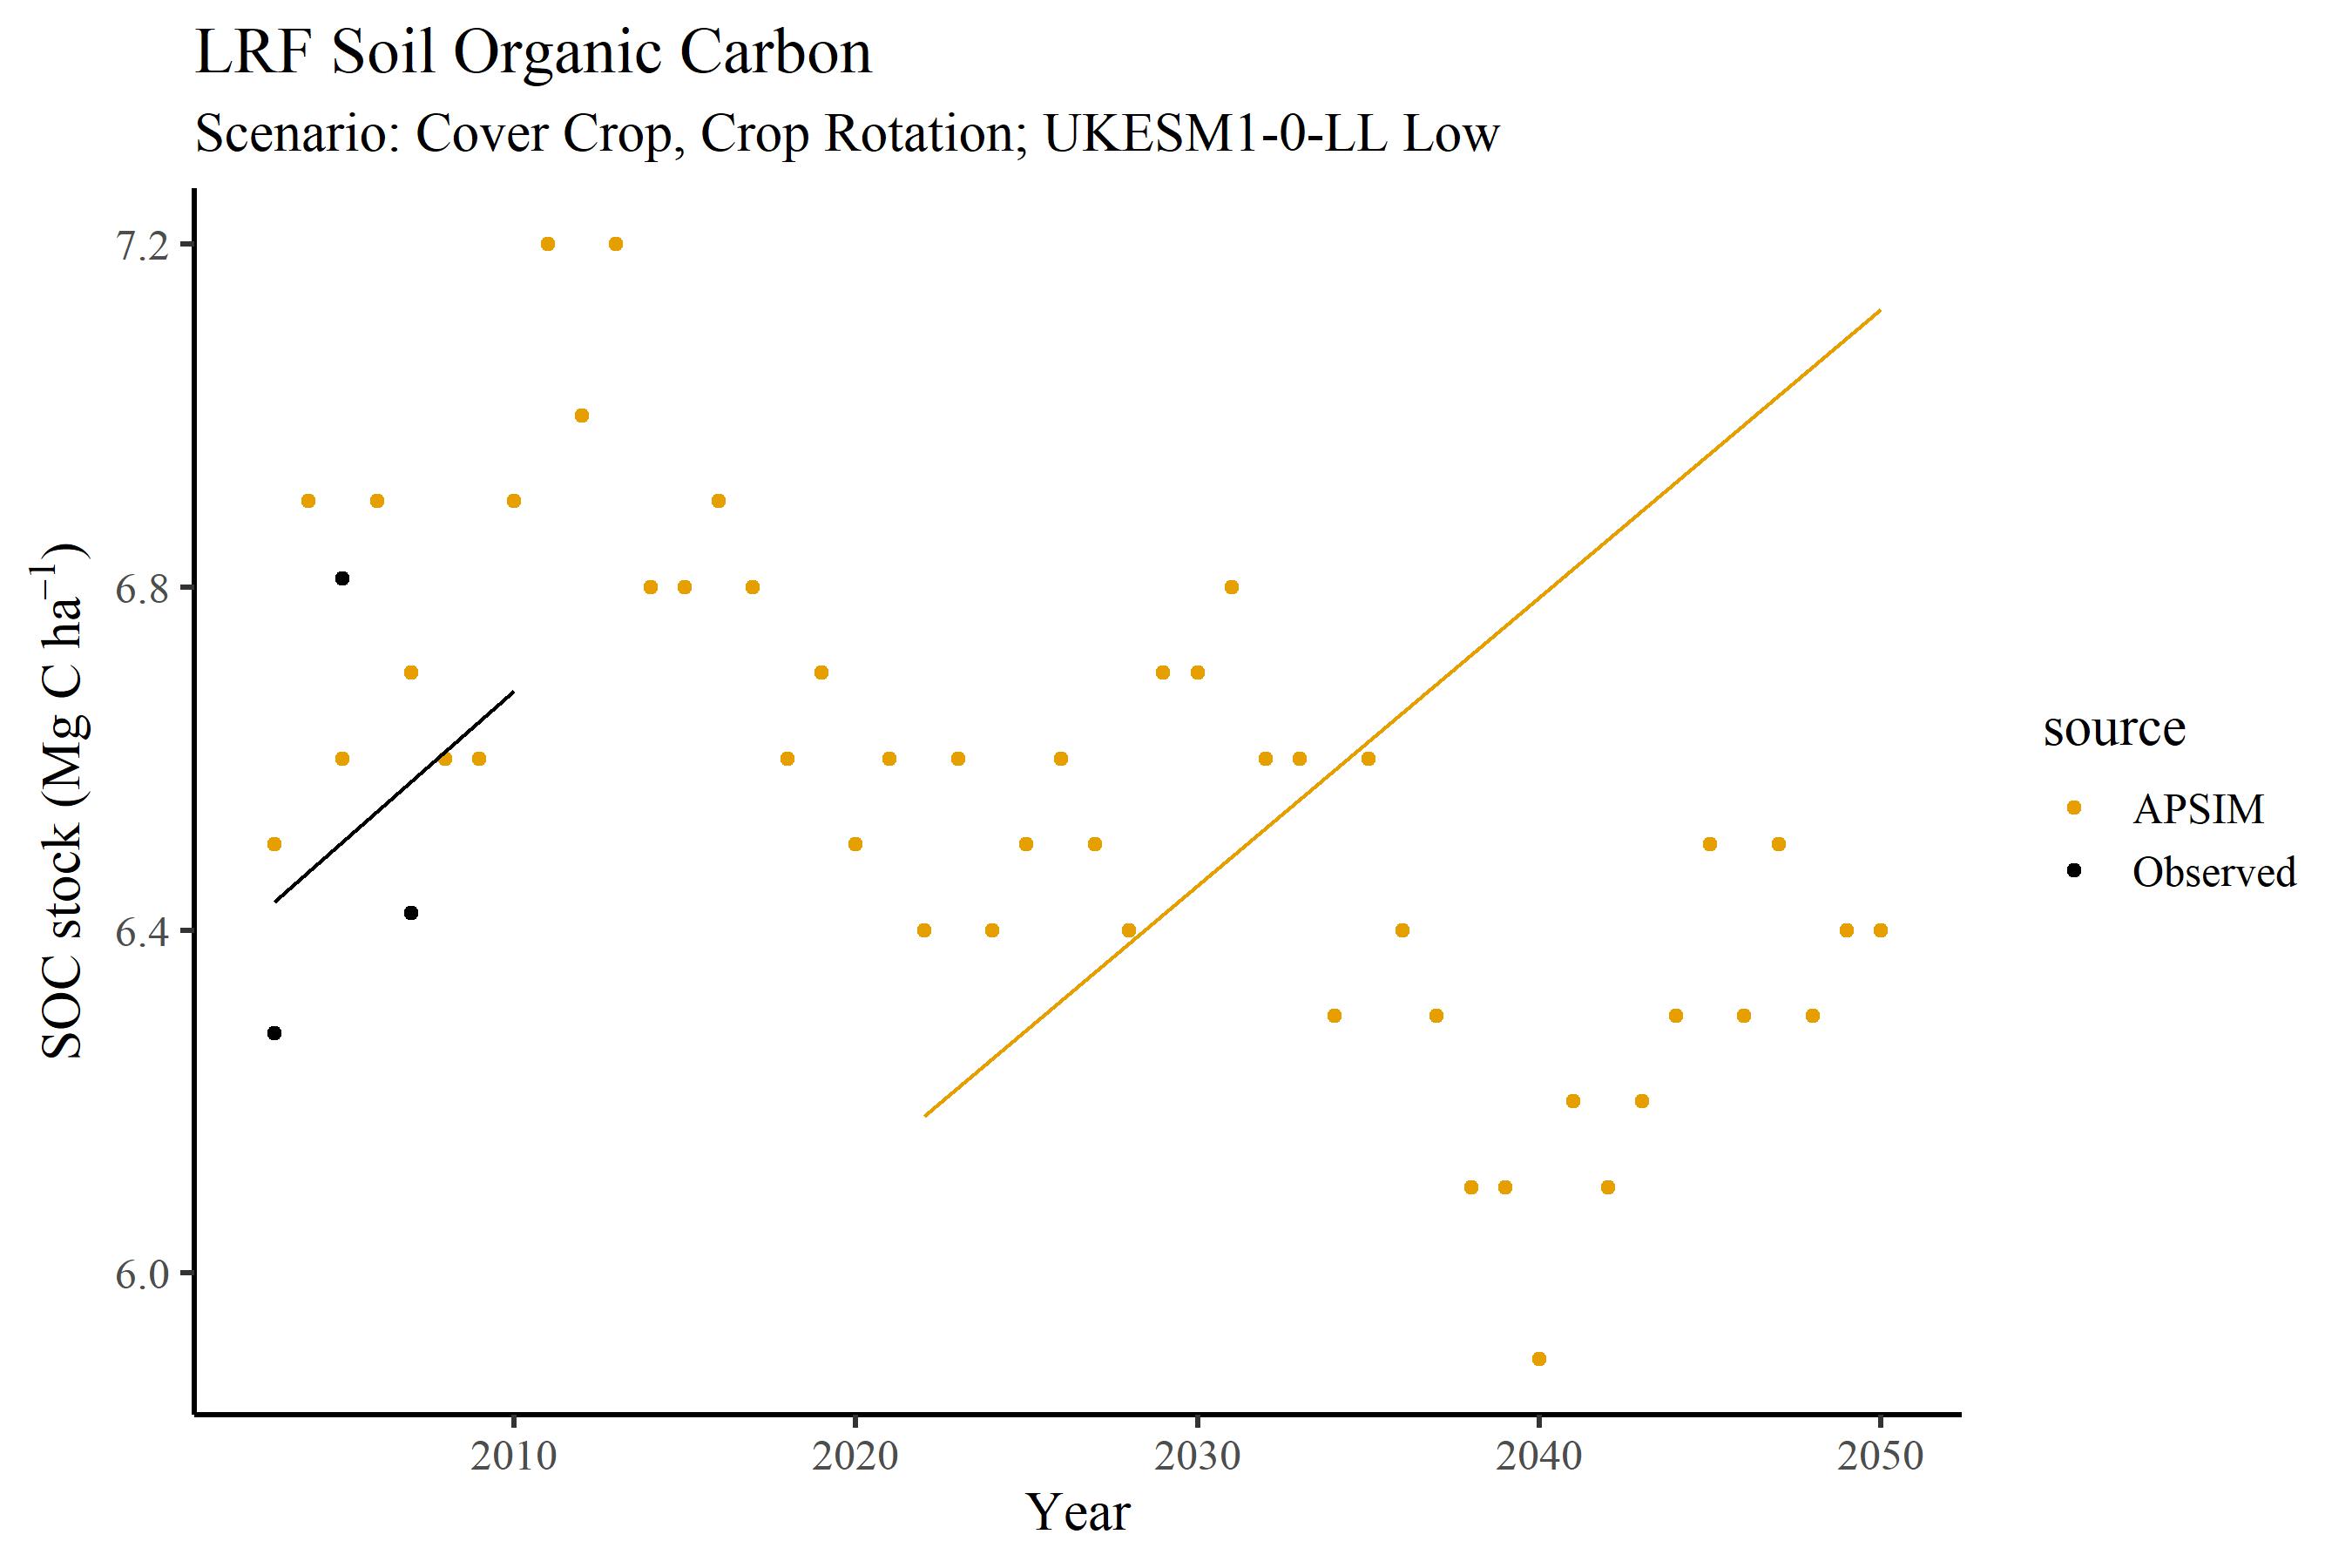 LRF Soil Organic Carbon
Scenario: Cover Crop, Crop Rotation; UKESM1-0-LL Low
SOC stock (Mg C ha⁻¹)
7.2
6.8
6.4
6.0
2010 2020 2030 2040 2050
Year
source
APSIM
Observed